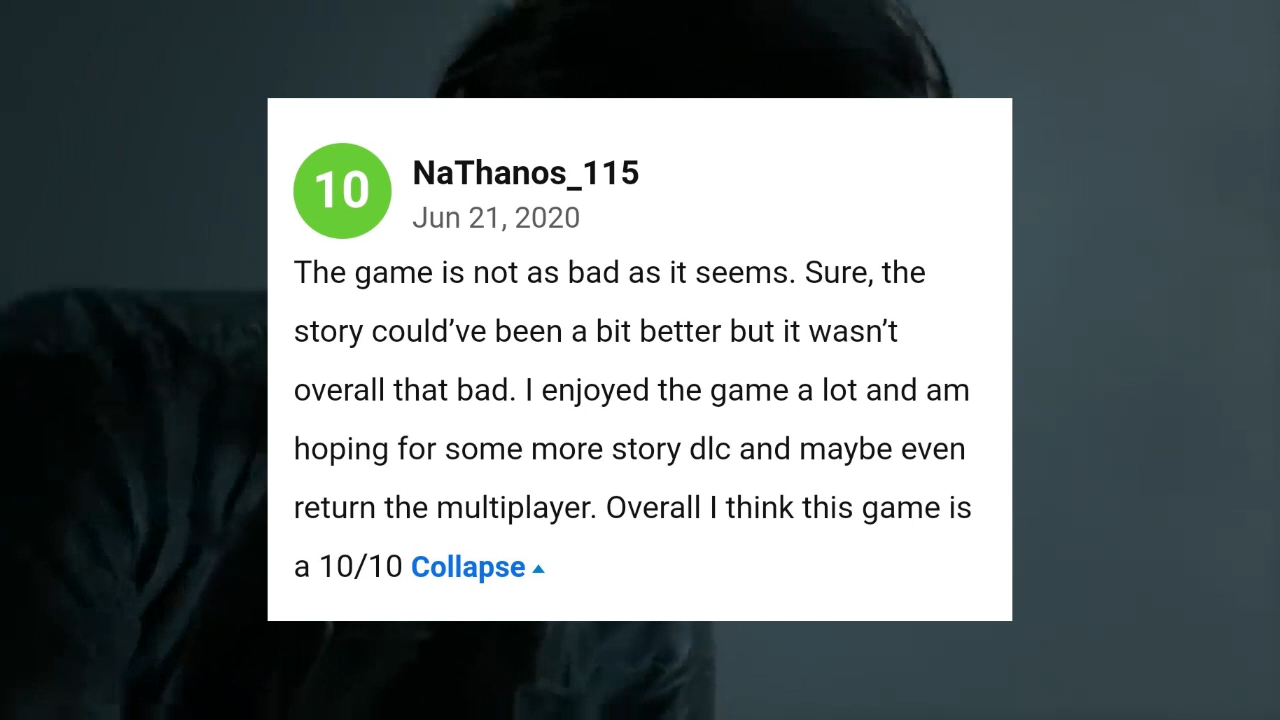 10
NaThanos_115
Jun 21, 2020
The game is not as bad as it seems. Sure, the
story could’ve been a bit better but it wasn’t
overall that bad. I enjoyed the game a lot and am
hoping for some more story dlc and maybe even
return the multiplayer. Overall I think this game is
a 10/10 Collapse